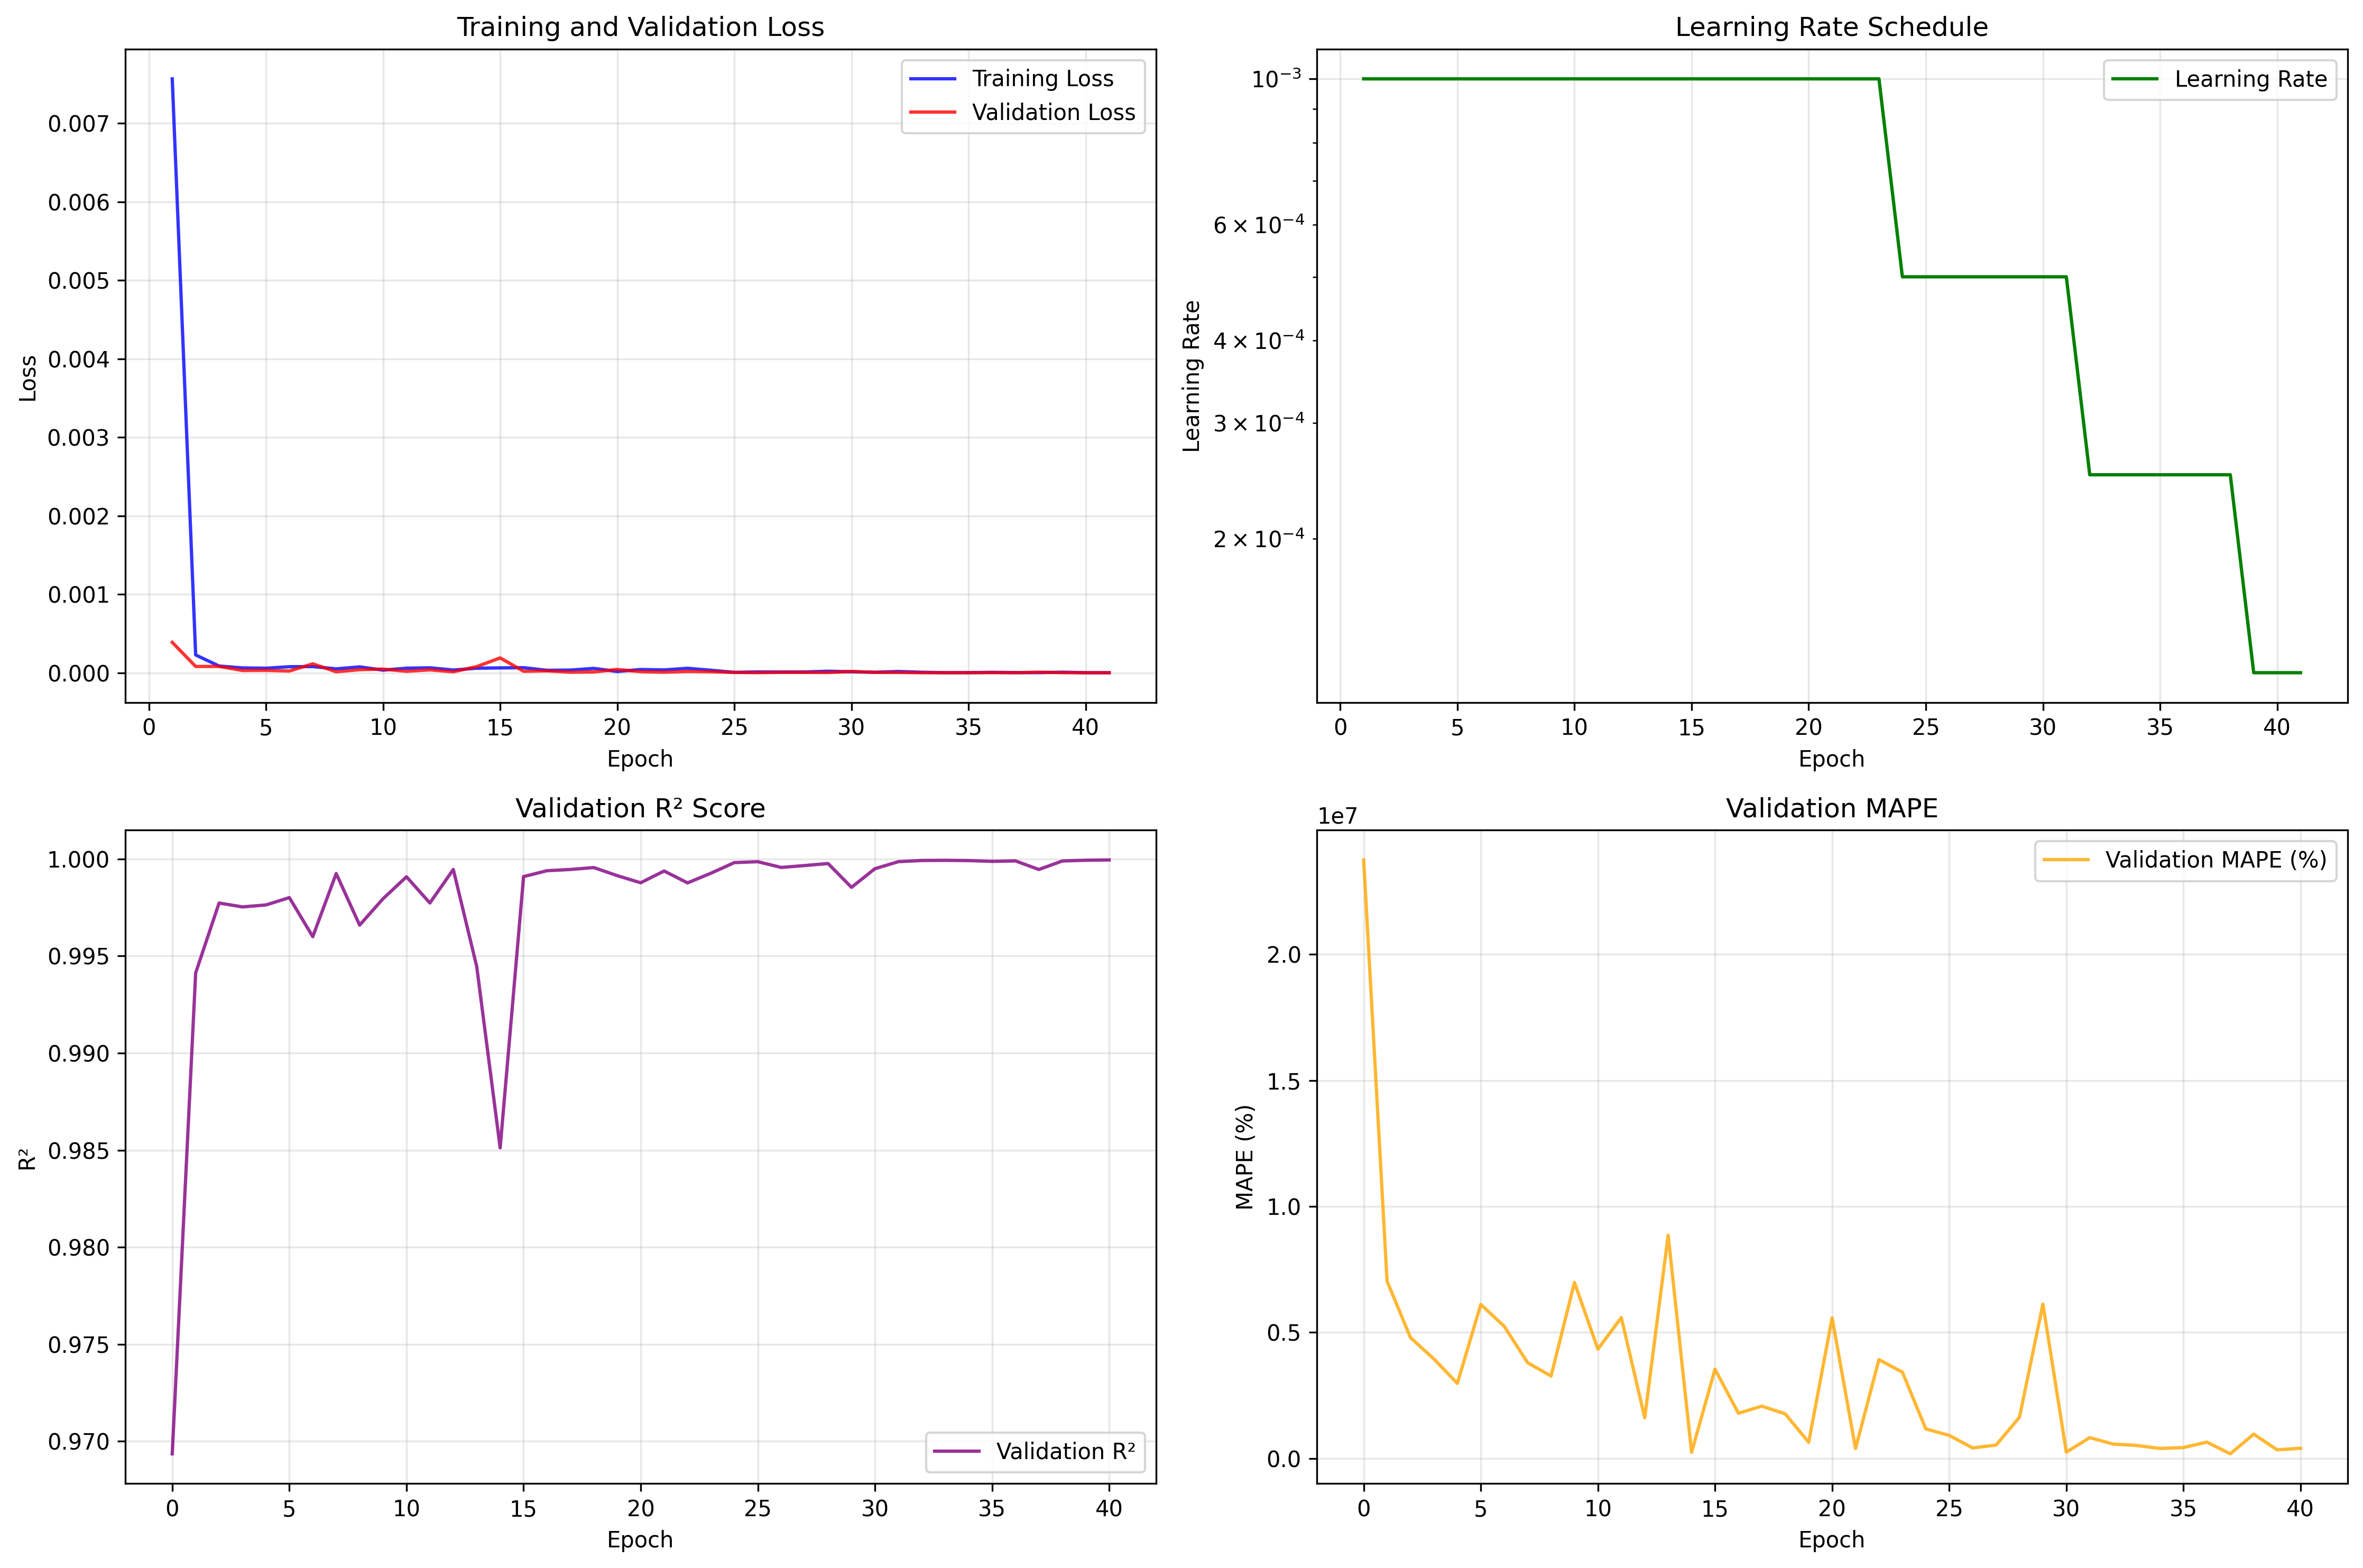 Training and Validation Loss
Training Loss
Validation Loss
0.007
0.006
0.005
0.004
0.003
0.002
0.001
0.000
Loss
0 5 10 15 20 25 30 35 40
Epoch
Learning Rate Schedule
Learning Rate
10⁻³
6 × 10⁻⁴
4 × 10⁻⁴
3 × 10⁻⁴
2 × 10⁻⁴
Learning Rate
0 5 10 15 20 25 30 35 40
Epoch
Validation R² Score
1.000
0.995
0.990
0.985
0.980
0.975
0.970
R²
Validation R²
0 5 10 15 20 25 30 35 40
Epoch
Validation MAPE
1e7
Validation MAPE (%)
2.0
1.5
1.0
0.5
0.0
MAPE (%)
0 5 10 15 20 25 30 35 40
Epoch